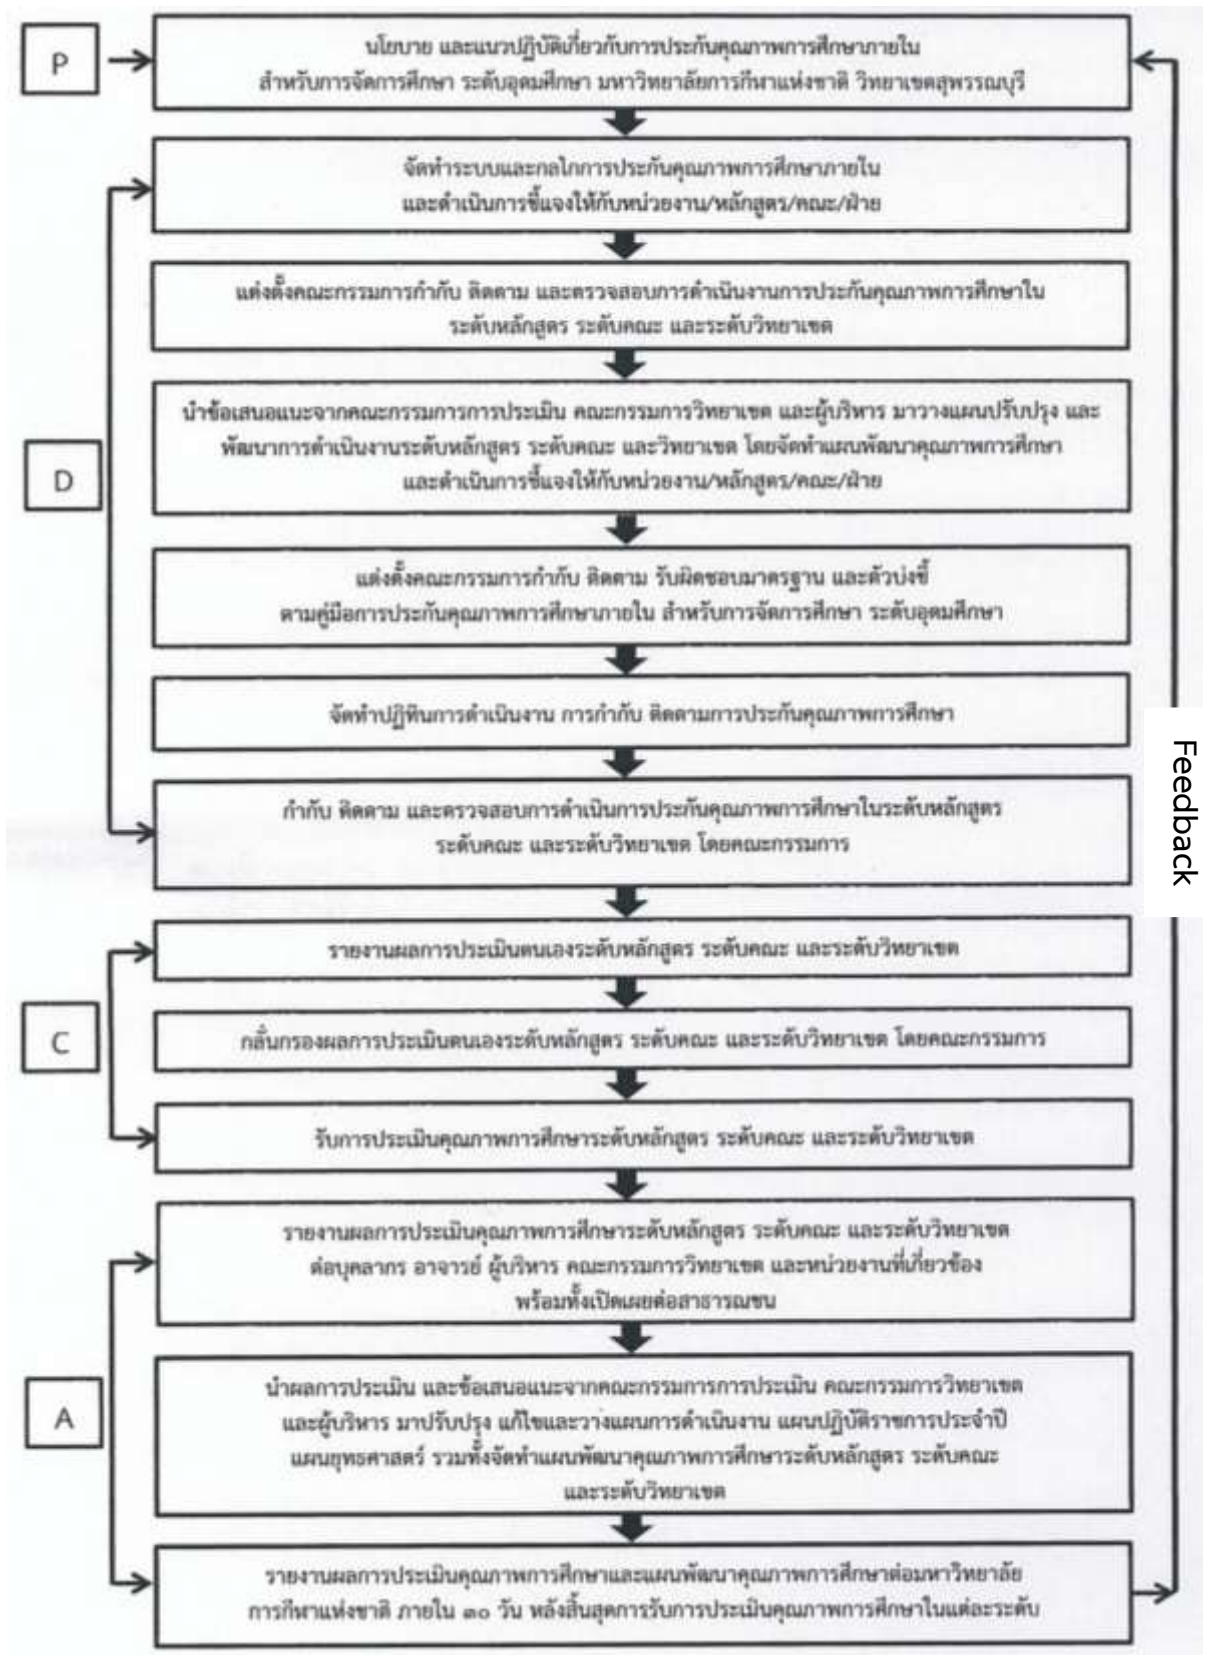 P
นโยบาย และแนวปฏิบัติเกี่ยวกับการประกันคุณภาพการศึกษาภายใน
สำหรับการจัดการศึกษา ระดับอุดมศึกษา มหาวิทยาลัยการกีฬาแห่งชาติ วิทยาเขตสุพรรณบุรี
จัดทำระบบและกลไกการประกันคุณภาพการศึกษาภายใน
และดำเนินการชี้แจงให้กับหน่วยงาน/หลักสูตร/คณะ/ฝ่าย
แต่งตั้งคณะกรรมการกำกับ ติดตาม และตรวจสอบการดำเนินงานการประกันคุณภาพการศึกษาใน
ระดับหลักสูตร ระดับคณะ และระดับวิทยาเขต
D
นำข้อเสนอแนะจากคณะกรรมการการประเมิน คณะกรรมการวิทยาเขต และผู้บริหาร มาวางแผนปรับปรุง และ
พัฒนาการดำเนินงานระดับหลักสูตร ระดับคณะ และวิทยาเขต โดยจัดทำแผนพัฒนาคุณภาพการศึกษา
และดำเนินการชี้แจงให้กับหน่วยงาน/หลักสูตร/คณะ/ฝ่าย
แต่งตั้งคณะกรรมการกำกับ ติดตาม รับผิดชอบมาตรฐาน และตัวบ่งชี้
ตามคู่มือการประกันคุณภาพการศึกษาภายใน สำหรับการจัดการศึกษา ระดับอุดมศึกษา
จัดทำปฏิทินการดำเนินงาน การกำกับ ติดตามการประกันคุณภาพการศึกษา
กำกับ ติดตาม และตรวจสอบการดำเนินการประกันคุณภาพการศึกษาในระดับหลักสูตร
ระดับคณะ และระดับวิทยาเขต โดยคณะกรรมการ
Feedback
รายงานผลการประเมินตนเองระดับหลักสูตร ระดับคณะ และระดับวิทยาเขต
C
กลั่นกรองผลการประเมินตนเองระดับหลักสูตร ระดับคณะ และระดับวิทยาเขต โดยคณะกรรมการ
รับการประเมินคุณภาพการศึกษาระดับหลักสูตร ระดับคณะ และระดับวิทยาเขต
รายงานผลการประเมินคุณภาพการศึกษาระดับหลักสูตร ระดับคณะ และระดับวิทยาเขต
ต่อบุคลากร อาจารย์ ผู้บริหาร คณะกรรมการวิทยาเขต และหน่วยงานที่เกี่ยวข้อง
พร้อมทั้งเปิดเผยต่อสาธารณชน
A
นำผลการประเมิน และข้อเสนอแนะจากคณะกรรมการการประเมิน คณะกรรมการวิทยาเขต
และผู้บริหาร มาปรับปรุง แก้ไขและวางแผนการดำเนินงาน แผนปฏิบัติราชการประจำปี
แผนยุทธศาสตร์ รวมทั้งจัดทำแผนพัฒนาคุณภาพการศึกษาระดับหลักสูตร ระดับคณะ
และระดับวิทยาเขต
รายงานผลการประเมินคุณภาพการศึกษาและแผนพัฒนาคุณภาพการศึกษาต่อมหาวิทยาลัย
การกีฬาแห่งชาติ ภายใน ๓๐ วัน หลังสิ้นสุดการรับการประเมินคุณภาพการศึกษาในแต่ละระดับ